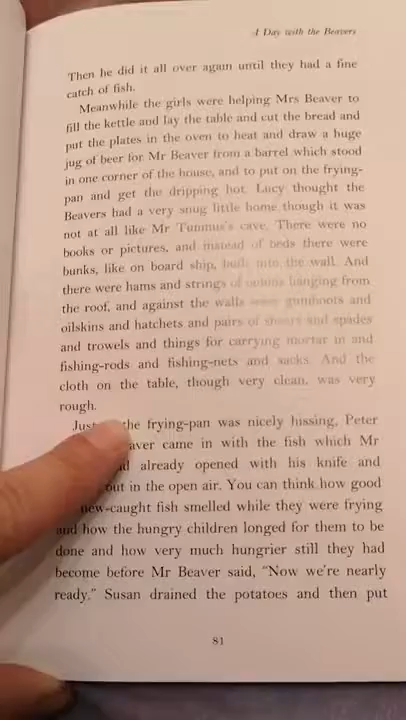 A Day with the Beavers
Then he did it all over again until they had a fine
catch of fish.
Meanwhile the girls were helping Mrs Beaver to
fill the kettle and lay the table and cut the bread and
put the plates in the oven to heat and draw a huge
jug of beer for Mr Beaver from a barrel which stood
in one corner of the house, and to put on the frying-
pan and get the dripping hot. Lucy thought the
Beavers had a very snug little home though it was
not at all like Mr Tumnus's cave. There were no
books or pictures, and instead of beds there were
bunks, like on board ship, built into the wall. And
there were hams and strings of onions hanging from
the roof, and against the walls were gumboots and
oilskins and hatchets and pairs of shears and spades
and trowels and things for carrying mortar in and
fishing-rods and fishing-nets and sacks. And the
cloth on the table, though very clean, was very
rough.
Just the frying-pan was nicely hissing, Peter
came in with the fish which Mr
already opened with his knife and
out in the open air. You can think how good
new-caught fish smelled while they were frying
and how the hungry children longed for them to be
done and how very much hungrier still they had
become before Mr Beaver said, “Now we're nearly
ready.” Susan drained the potatoes and then put
81